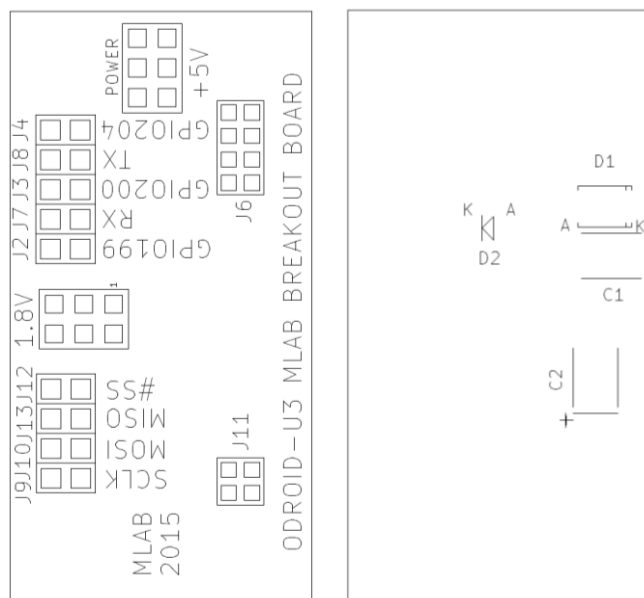 POWER
+5V
J4
GPIO204
J8
TX
J3
GPIO200
J7
RX
J2
GPIO199
J6
1
1.8V
J12
#SS
J13
MISO
J10
MOSI
J9
SCLK
J11
MLAB
2015
ODROID-U3 MLAB BREAKOUT BOARD
D1
K A
D2
A K
C1
C2
+